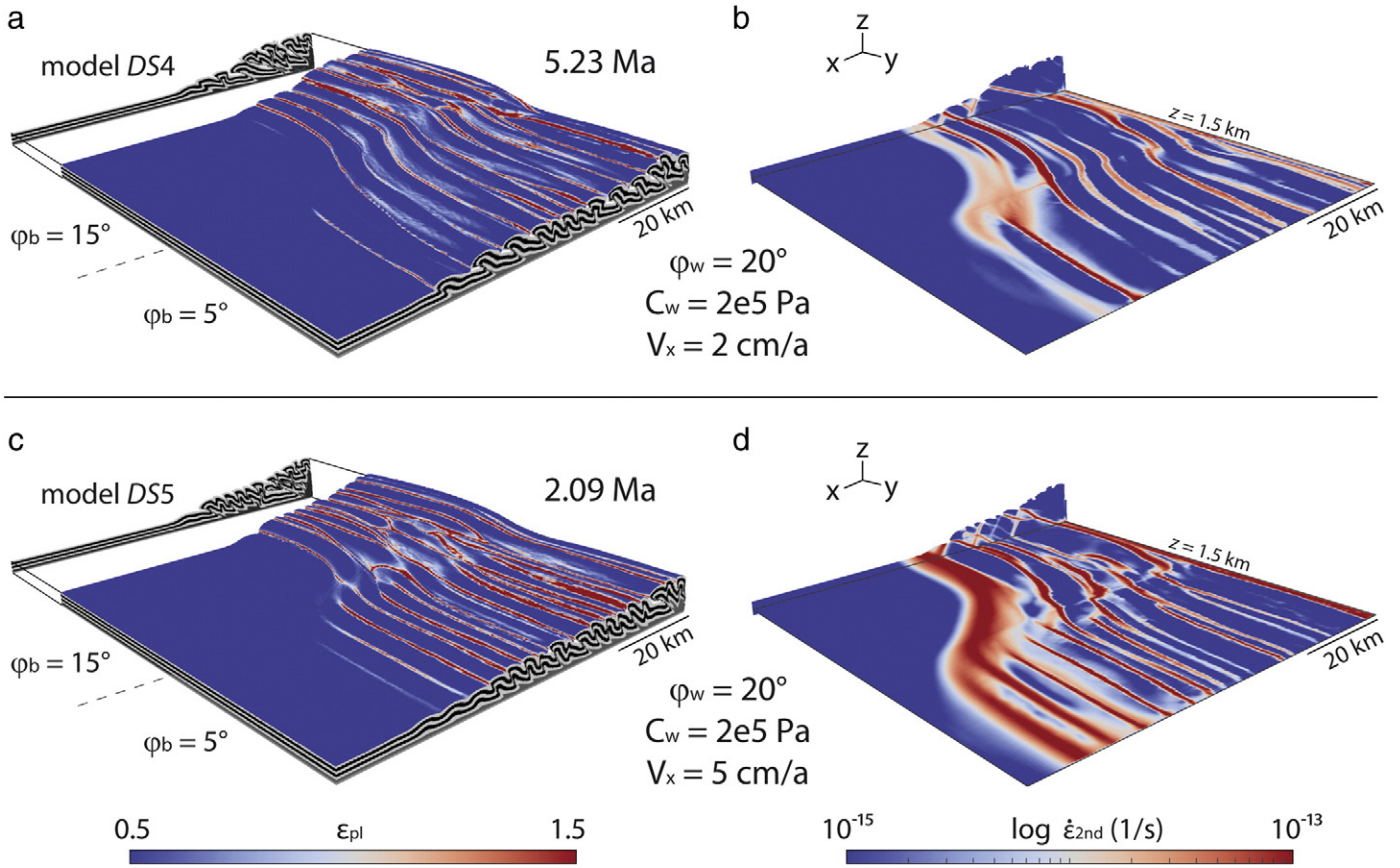 a
model DS4
5.23 Ma
φb = 15°
φb = 5°
20 km
φw = 20°
Cw = 2e5 Pa
Vx = 2 cm/a
b
z
x
y
z = 1.5 km
20 km
c
model DS5
2.09 Ma
φb = 15°
φb = 5°
20 km
φw = 20°
Cw = 2e5 Pa
Vx = 5 cm/a
d
z
x
y
z = 1.5 km
20 km
0.5 εpl 1.5
10⁻¹⁵ log ε̇2nd (1/s) 10⁻¹³